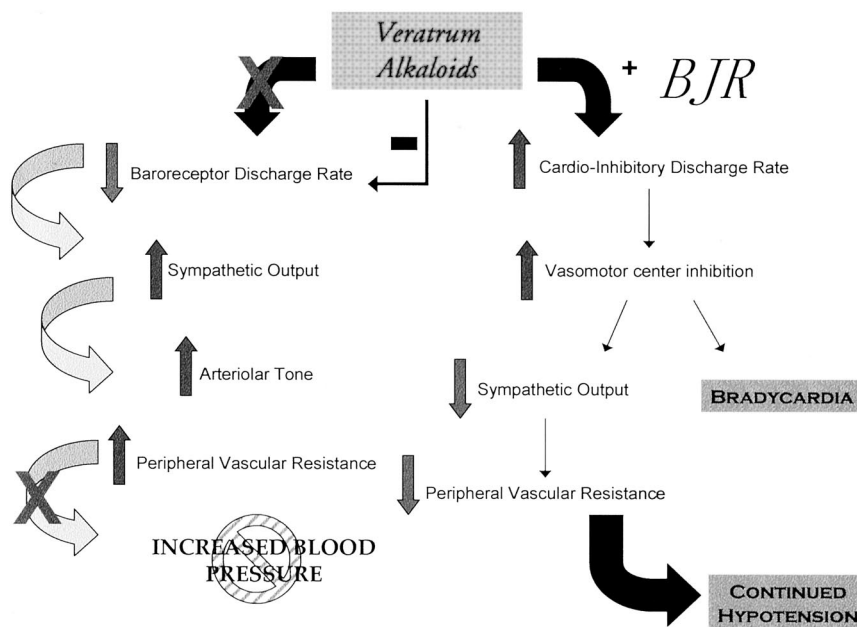 Veratrum
Alkaloids
X
+
BJR
-
Baroreceptor Discharge Rate
Cardio-Inhibitory Discharge Rate
Sympathetic Output
Vasomotor center inhibition
Arteriolar Tone
Sympathetic Output
BRADYCARDIA
Peripheral Vascular Resistance
Peripheral Vascular Resistance
X
INCREASED BLOOD
PRESSURE
CONTINUED
HYPOTENSION